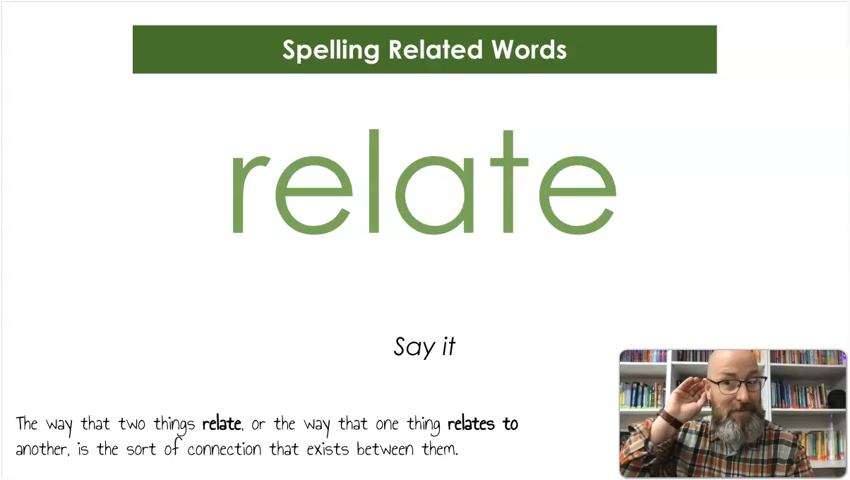 Spelling Related Words
relate
Say it
The way that two things relate, or the way that one thing relates to
another, is the sort of connection that exists between them.